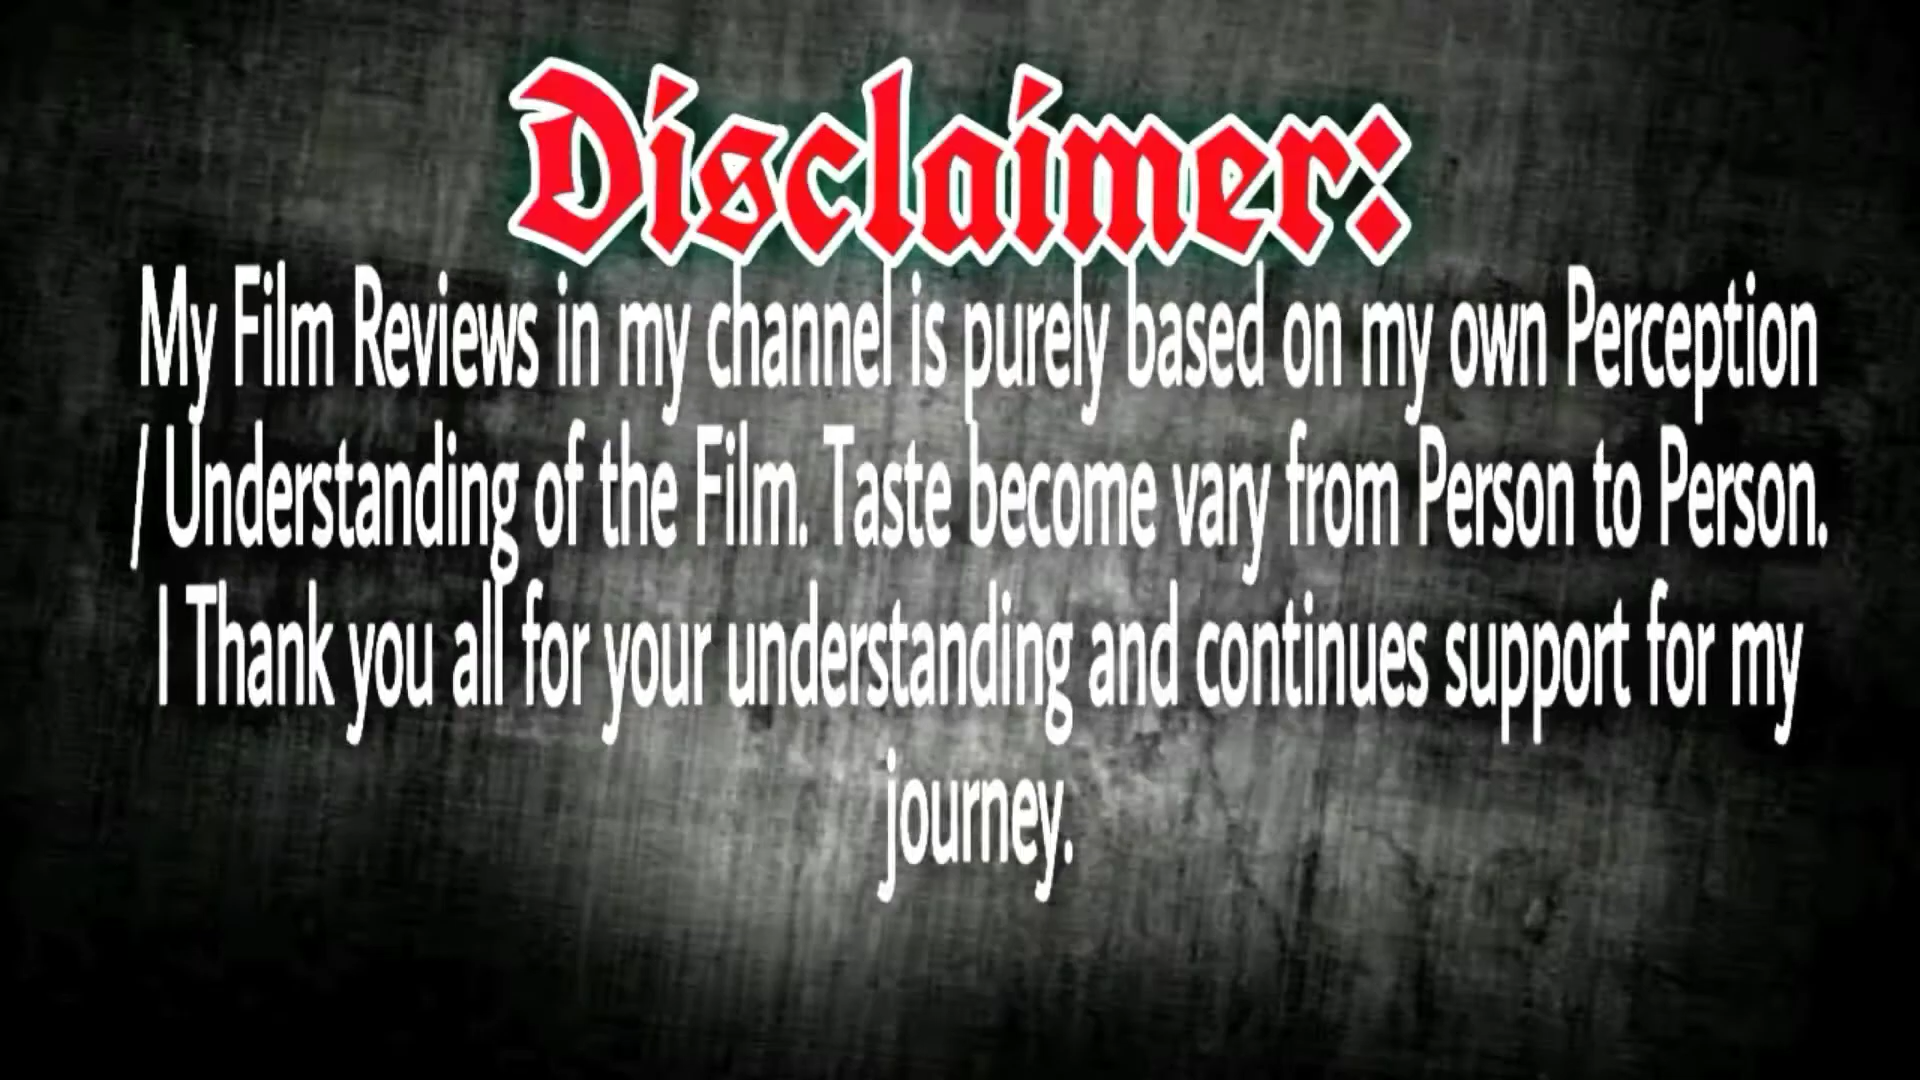 Disclaimer:
My Film Reviews in my channel is purely based on my own Perception
/ Understanding of the Film. Taste become vary from Person to Person.
I Thank you all for your understanding and continues support for my
journey.